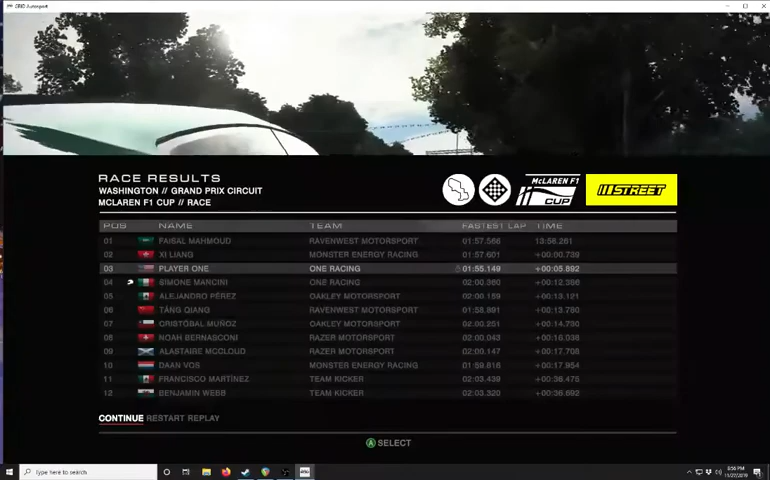 GRID Autosport
RACE RESULTS
WASHINGTON // GRAND PRIX CIRCUIT
McLAREN F1 CUP // RACE
McLAREN F1 CUP
STREET
POS NAME TEAM FASTEST LAP TIME
01 FAISAL MAHMOUD RAVENWEST MOTORSPORT 01:57.566 13:56.261
02 XI LIANG MONSTER ENERGY RACING 01:57.601 +00:00.739
03 PLAYER ONE ONE RACING 01:55.149 +00:05.892
04 SIMONE MANCINI ONE RACING 02:00.360 +00:12.386
05 ALEJANDRO PÉREZ OAKLEY MOTORSPORT 02:00.159 +00:13.121
06 TANG QIANG RAVENWEST MOTORSPORT 01:58.891 +00:13.760
07 CRISTÓBAL MUÑOZ OAKLEY MOTORSPORT 02:00.251 +00:14.730
08 NOAH BERNASCONI RAZER MOTORSPORT 02:00.043 +00:16.038
09 ALASTAIRE McCLOUD RAZER MOTORSPORT 02:00.147 +00:17.708
10 DAAN VOS MONSTER ENERGY RACING 01:59.816 +00:17.954
11 FRANCISCO MARTÍNEZ TEAM KICKER 02:03.439 +00:36.475
12 BENJAMIN WEBB TEAM KICKER 02:03.320 +00:36.692
CONTINUE RESTART REPLAY
A SELECT
Type here to search
8:56 PM
11/27/2019